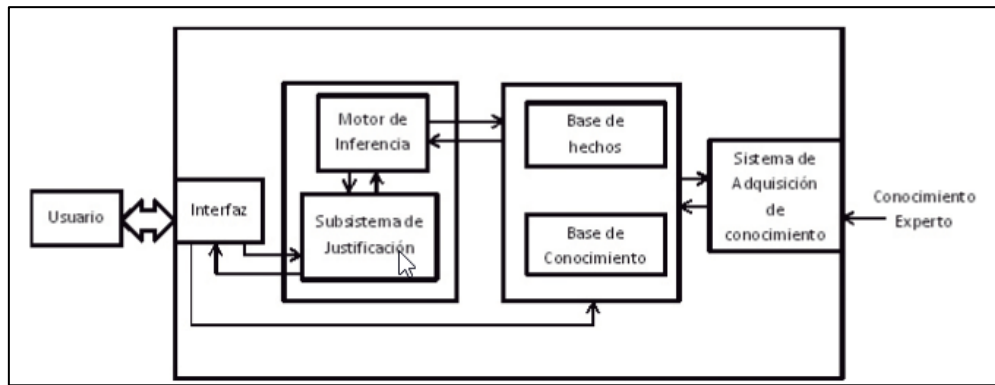 Usuario
Interfaz
Motor de
Inferencia
Subsistema de
Justificación
Base de
hechos
Base de
Conocimiento
Sistema de
Adquisición
de
conocimiento
Conocimiento
Experto